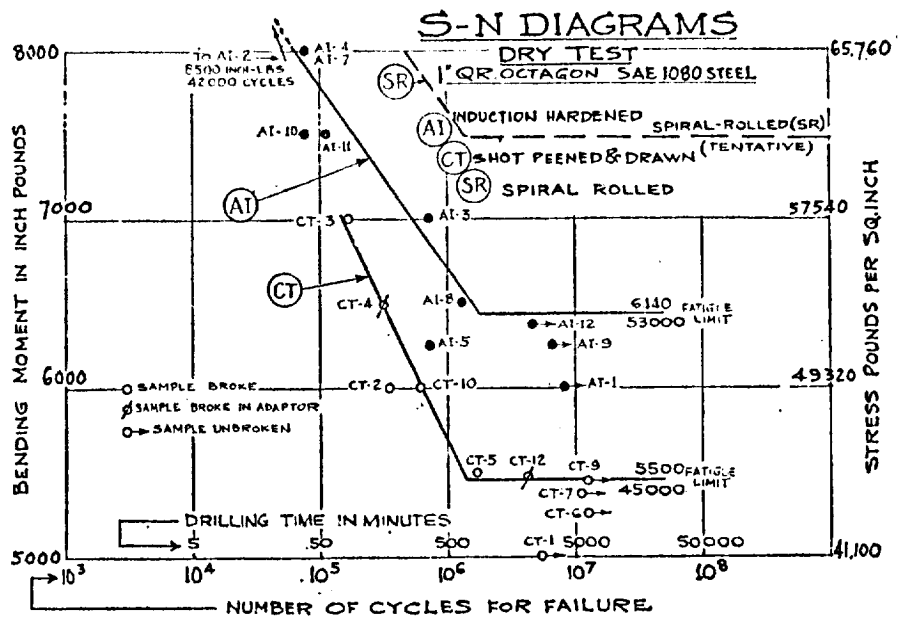 S-N DIAGRAMS
DRY TEST
1" QR. OCTAGON SAE 1080 STEEL
8000
65,760
To AI-2
8500 INCH-LBS
42000 CYCLES
AI-4
AI-7
SR
AI INDUCTION HARDENED
SPIRAL-ROLLED(SR)
(TENTATIVE)
CT SHOT PEENED & DRAWN
SR SPIRAL ROLLED
AI-10
AI-11
AI
7000
CT-3
AI-3
57540
CT
CT-4
AI-8
6140 FATIGUE
53000 LIMIT
AI-12
AI-5
AI-9
6000
CT-2
CT-10
AI-1
49320
SAMPLE BROKE
SAMPLE BROKE IN ADAPTOR
SAMPLE UNBROKEN
CT-5
CT-12
CT-9
5500 FATIGUE
45000 LIMIT
CT-7
CT-6
DRILLING TIME IN MINUTES
5
50
500
CT-1
5000
50000
5000
41,100
10³
10⁴
10⁵
10⁶
10⁷
10⁸
NUMBER OF CYCLES FOR FAILURE
BENDING MOMENT IN INCH POUNDS
STRESS POUNDS PER SQ. INCH